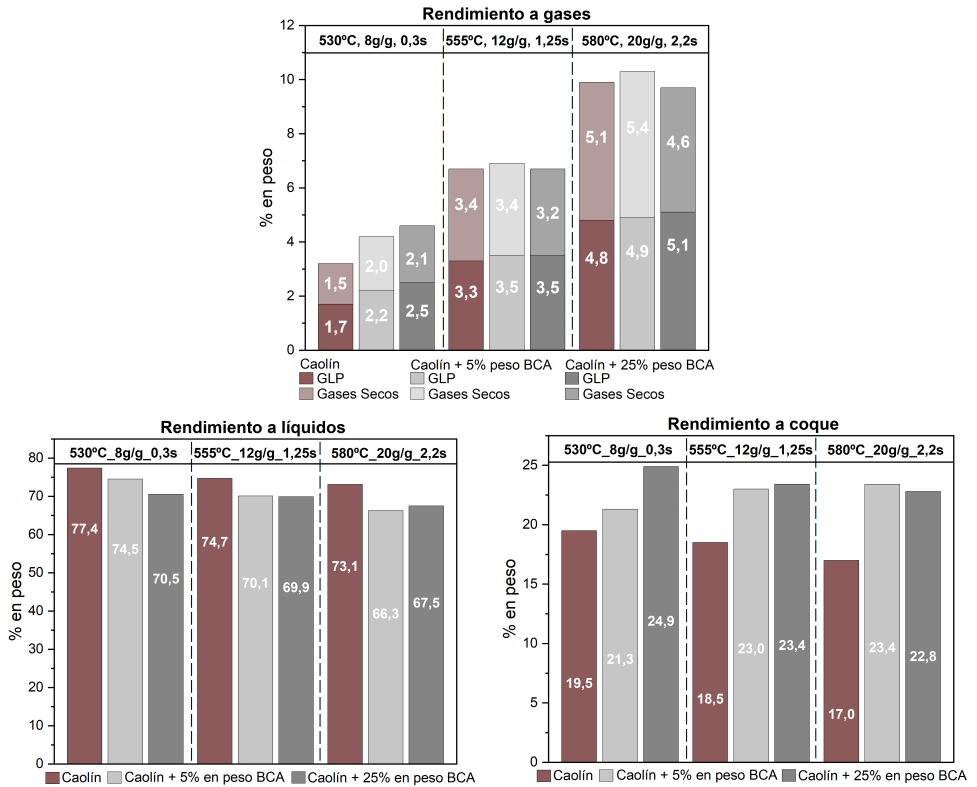 Rendimiento a gases
530ºC, 8g/g, 0,3s 555ºC, 12g/g, 1,25s 580ºC, 20g/g, 2,2s
% en peso
12
10
8
6
4
2
0
1,5 2,0 2,1 3,4 3,4 3,2 5,1 5,4 4,6
1,7 2,2 2,5 3,3 3,5 3,5 4,8 4,9 5,1
Caolín Caolín + 5% peso BCA Caolín + 25% peso BCA
GLP GLP GLP
Gases Secos Gases Secos Gases Secos
Rendimiento a líquidos
530ºC_8g/g_0,3s 555ºC_12g/g_1,25s 580ºC_20g/g_2,2s
% en peso
80
70
60
50
40
30
20
10
0
77,4 74,5 70,5 74,7 70,1 69,9 73,1 66,3 67,5
Caolín Caolín + 5% en peso BCA Caolín + 25% en peso BCA
Rendimiento a coque
530ºC_8g/g_0,3s 555ºC_12g/g_1,25s 580ºC_20g/g_2,2s
% en peso
25
20
15
10
5
0
19,5 21,3 24,9 18,5 23,0 23,4 17,0 23,4 22,8
Caolín Caolín + 5% en peso BCA Caolín + 25% en peso BCA